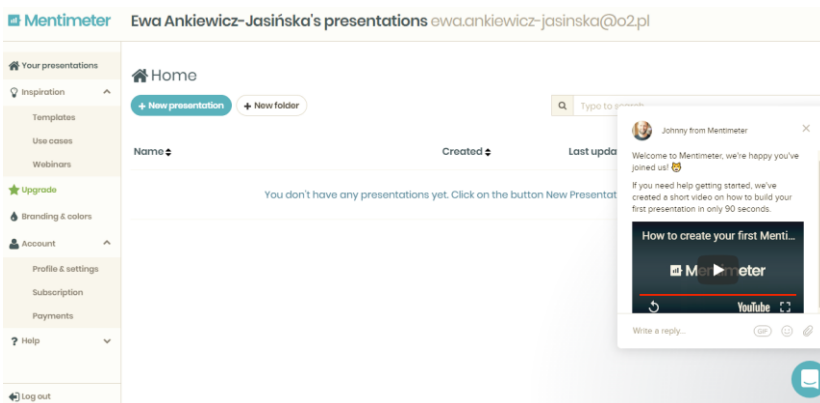 Mentimeter
Ewa Ankiewicz-Jasińska's presentations ewa.ankiewicz-jasinska@o2.pl
Your presentations
Inspiration
Templates
Use cases
Webinars
Upgrade
Branding & colors
Account
Profile & settings
Subscription
Payments
? Help
Log out
Home
+ New presentation
+ New folder
Type to search
Name
Created
Last upda
You don't have any presentations yet. Click on the button New Presentat
Johnny from Mentimeter
Welcome to Mentimeter, we're happy you've
joined us!
If you need help getting started, we've
created a short video on how to build your
first presentation in only 90 seconds.
How to create your first Menti...
Mentimeter
YouTube
Write a reply...
GIF